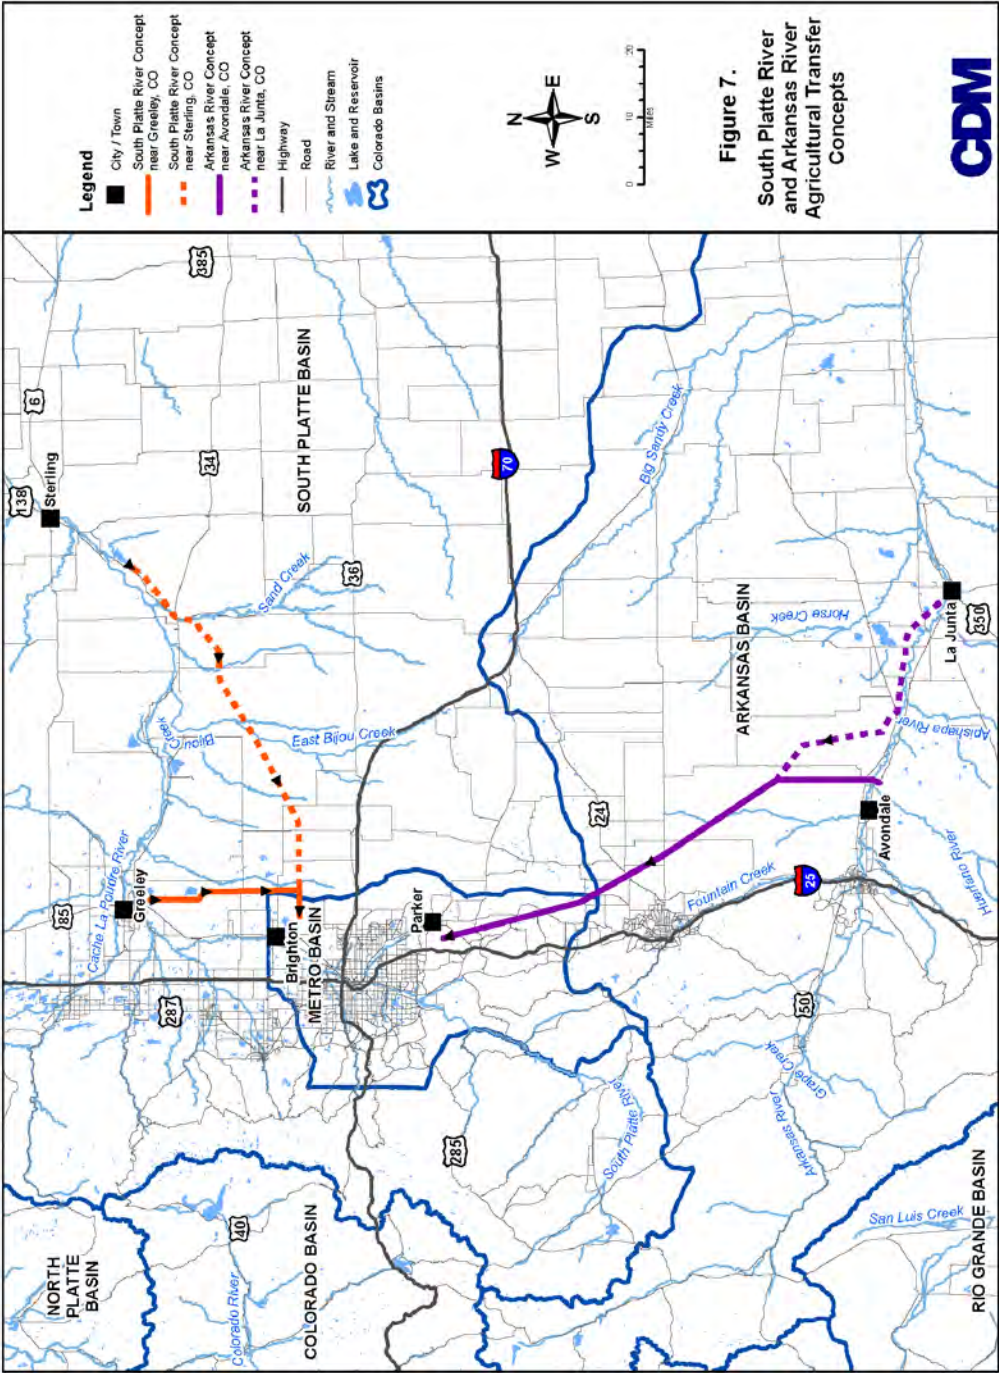 NORTH
PLATTE
BASIN
Colorado River
40
COLORADO BASIN
Cache La Poudre River
85
Greeley
287
Brighton
METRO BASIN
Parker
285
South Platte River
138
Sterling
6
385
34
SOUTH PLATTE BASIN
Sand Creek
36
Bijou Creek
East Bijou Creek
70
Big Sandy Creek
24
ARKANSAS BASIN
Horse Creek
La Junta
350
Apishapa River
Avondale
Huerfano River
Fountain Creek
25
50
Grape Creek
Arkansas River
San Luis Creek
RIO GRANDE BASIN
Legend
City / Town
South Platte River Concept
near Greeley, CO
South Platte River Concept
near Sterling, CO
Arkansas River Concept
near Avondale, CO
Arkansas River Concept
near La Junta, CO
Highway
Road
River and Stream
Lake and Reservoir
Colorado Basins
N
W
E
S
0 10 20
Miles
Figure 7.
South Platte River
and Arkansas River
Agricultural Transfer
Concepts
CDM